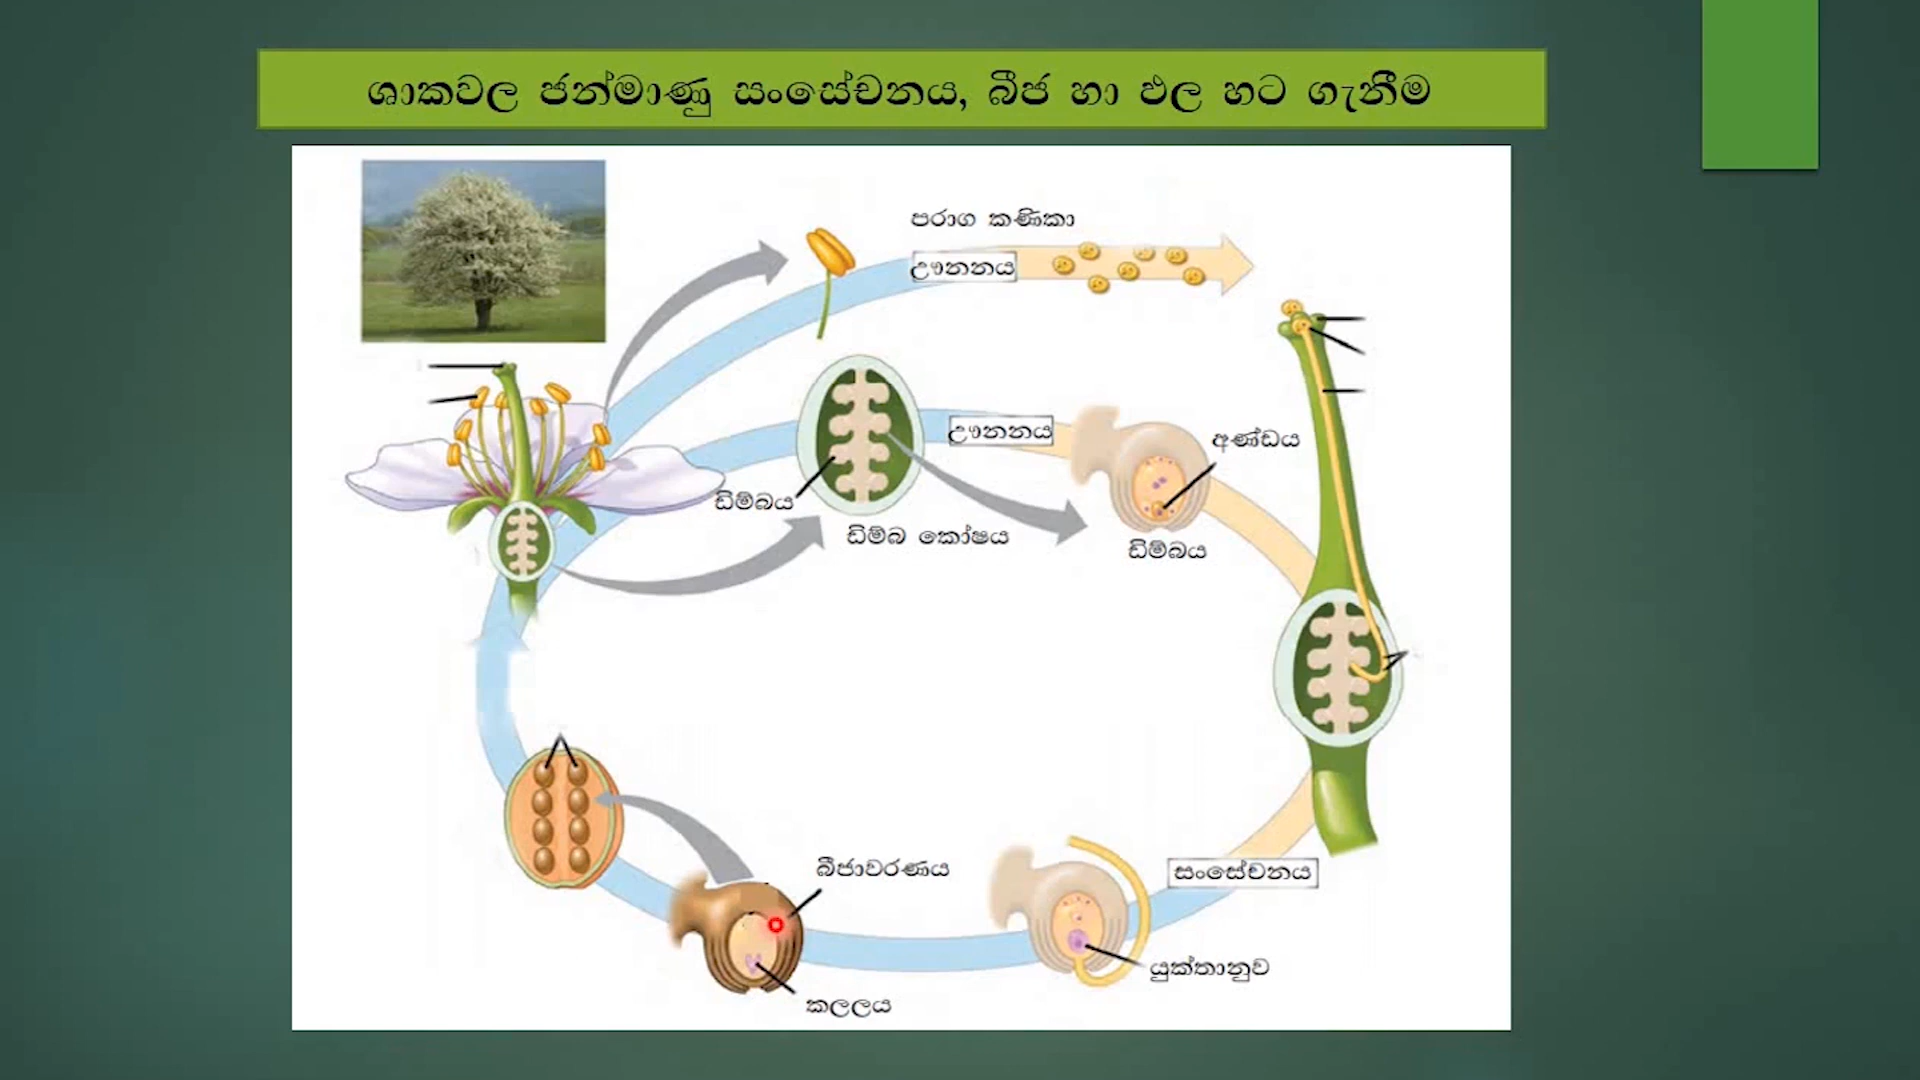 ශාකවල ජන්මාණු සංසේචනය, බීජ හා ඵල හට ගැනීම
පරාග කණිකා
ඌනනය
ඌනනය
අණ්ඩය
ඩිම්බය
ඩිම්බ කෝෂය
ඩිම්බය
බීජාවරණය
සංසේචනය
යුක්තානුව
කලලය